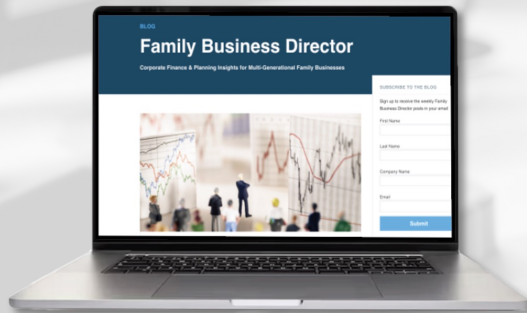 BLOG
Family Business Director
Corporate Finance & Planning Insights for Multi-Generational Family Businesses
SUBSCRIBE TO THE BLOG
Sign up to receive the weekly Family
Business Director posts in your email
First Name
Last Name
Company Name
Email
Submit